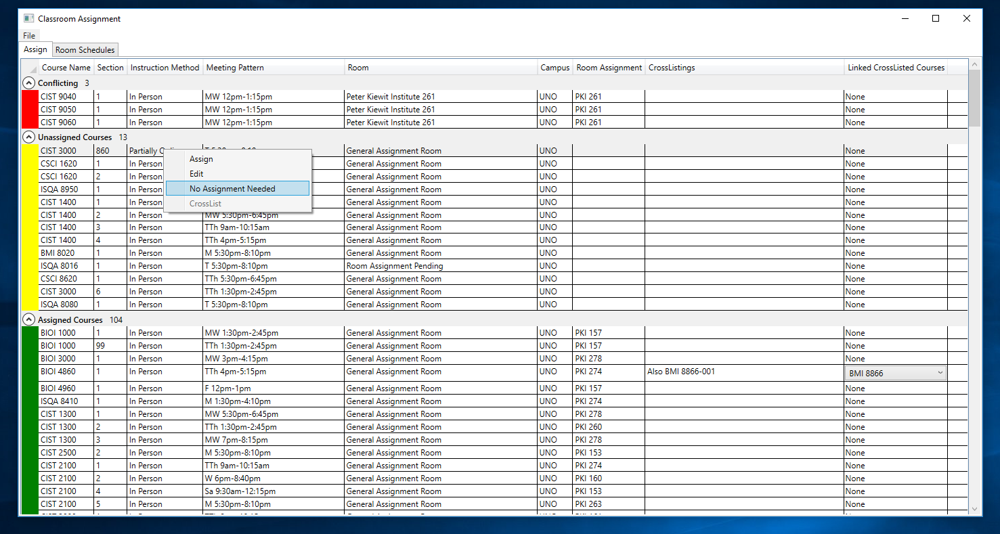 Classroom Assignment
File
Assign Room Schedules
Course Name Section Instruction Method Meeting Pattern Room Campus Room Assignment CrossListings Linked CrossListed Courses
Conflicting 3
CIST 9040 1 In Person MW 12pm-1:15pm Peter Kiewit Institute 261 UNO PKI 261 None
CIST 9050 1 In Person MW 12pm-1:15pm Peter Kiewit Institute 261 UNO PKI 261 None
CIST 9060 1 In Person MW 12pm-1:15pm Peter Kiewit Institute 261 UNO PKI 261 None
Unassigned Courses 13
CIST 3000 860 Partially General Assignment Room UNO None
Assign
CSCI 1620 1 In Person General Assignment Room UNO None
Edit
CSCI 1620 2 In Person General Assignment Room UNO None
No Assignment Needed
ISQA 8950 1 In Person General Assignment Room UNO None
CrossList
CIST 1400 1 In Person General Assignment Room UNO None
CIST 1400 2 In Person MW 5:30pm-6:45pm General Assignment Room UNO None
CIST 1400 3 In Person TTh 9am-10:15am General Assignment Room UNO None
CIST 1400 4 In Person TTh 4pm-5:15pm General Assignment Room UNO None
BMI 8020 1 In Person M 5:30pm-8:10pm General Assignment Room UNO None
ISQA 8016 1 In Person T 5:30pm-8:10pm Room Assignment Pending UNO None
CSCI 8620 1 In Person TTh 5:30pm-6:45pm General Assignment Room UNO None
CIST 3000 6 In Person TTh 1:30pm-2:45pm General Assignment Room UNO None
ISQA 8080 1 In Person T 5:30pm-8:10pm General Assignment Room UNO None
Assigned Courses 104
BIOI 1000 1 In Person MW 1:30pm-2:45pm General Assignment Room UNO PKI 157 None
BIOI 1000 99 In Person TTh 1:30pm-2:45pm General Assignment Room UNO PKI 157 None
BIOI 3000 1 In Person MW 3pm-4:15pm General Assignment Room UNO PKI 278 None
BIOI 4860 1 In Person TTh 4pm-5:15pm General Assignment Room UNO PKI 274 Also BMI 8866-001 BMI 8866
BIOI 4960 1 In Person F 12pm-1pm General Assignment Room UNO PKI 157 None
ISQA 8410 1 In Person M 1:30pm-4:10pm General Assignment Room UNO PKI 274 None
CIST 1300 1 In Person MW 5:30pm-6:45pm General Assignment Room UNO PKI 278 None
CIST 1300 2 In Person TTh 1:30pm-2:45pm General Assignment Room UNO PKI 260 None
CIST 1300 3 In Person MW 7pm-8:15pm General Assignment Room UNO PKI 278 None
CIST 2500 2 In Person M 5:30pm-8:10pm General Assignment Room UNO PKI 153 None
CIST 2100 1 In Person TTh 9am-10:15am General Assignment Room UNO PKI 274 None
CIST 2100 2 In Person W 6pm-8:40pm General Assignment Room UNO PKI 160 None
CIST 2100 4 In Person Sa 9:30am-12:15pm General Assignment Room UNO PKI 153 None
CIST 2100 5 In Person M 5:30pm-8:10pm General Assignment Room UNO PKI 263 None